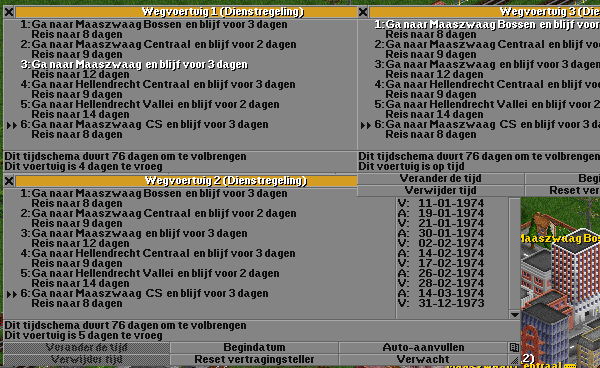 Wegvoertuig 1 (Dienstregeling)
1: Ga naar Maaszwaag Bossen en blijf voor 3 dagen
Reis naar 8 dagen
2: Ga naar Maaszwaag Centraal en blijf voor 2 dagen
Reis naar 9 dagen
3: Ga naar Maaszwaag en blijf voor 3 dagen
Reis naar 12 dagen
4: Ga naar Hellendrecht Centraal en blijf voor 3 dagen
Reis naar 9 dagen
5: Ga naar Hellendrecht Vallei en blijf voor 2 dagen
Reis naar 14 dagen
6: Ga naar Maaszwaag CS en blijf voor 3 dagen
Reis naar 8 dagen
Dit tijdschema duurt 76 dagen om te volbrengen
Dit voertuig is 4 dagen te vroeg
Wegvoertuig 3 (Dienst
1: Ga naar Maaszwaag Bossen en blijf voor
Reis naar 8 dagen
2: Ga naar Maaszwaag Centraal en blijf voo
Reis naar 9 dagen
3: Ga naar Maaszwaag en blijf voor 3 dager
Reis naar 12 dagen
4: Ga naar Hellendrecht Centraal en blijf v
Reis naar 9 dagen
5: Ga naar Hellendrecht Vallei en blijf voor
Reis naar 14 dagen
6: Ga naar Maaszwaag CS en blijf voor 3 da
Reis naar 8 dagen
Dit tijdschema duurt 76 dagen om te volbrengen
Dit voertuig is op tijd
Verander de tijd
Begi
Verwijder tijd
Reset ver
Wegvoertuig 2 (Dienstregeling)
1: Ga naar Maaszwaag Bossen en blijf voor 3 dagen
Reis naar 8 dagen
2: Ga naar Maaszwaag Centraal en blijf voor 2 dagen
Reis naar 9 dagen
3: Ga naar Maaszwaag en blijf voor 3 dagen
Reis naar 12 dagen
4: Ga naar Hellendrecht Centraal en blijf voor 3 dagen
Reis naar 9 dagen
5: Ga naar Hellendrecht Vallei en blijf voor 2 dagen
Reis naar 14 dagen
6: Ga naar Maaszwaag CS en blijf voor 3 dagen
Reis naar 8 dagen
V: 11-01-1974
A: 19-01-1974
V: 21-01-1974
A: 30-01-1974
V: 02-02-1974
A: 14-02-1974
V: 17-02-1974
A: 26-02-1974
V: 28-02-1974
A: 14-03-1974
V: 31-12-1973
Dit tijdschema duurt 76 dagen om te volbrengen
Dit voertuig is 5 dagen te vroeg
Verander de tijd
Begindatum
Auto-aanvullen
Verwijder tijd
Reset vertragingsteller
Verwacht
Maaszwaag Bos
entraal